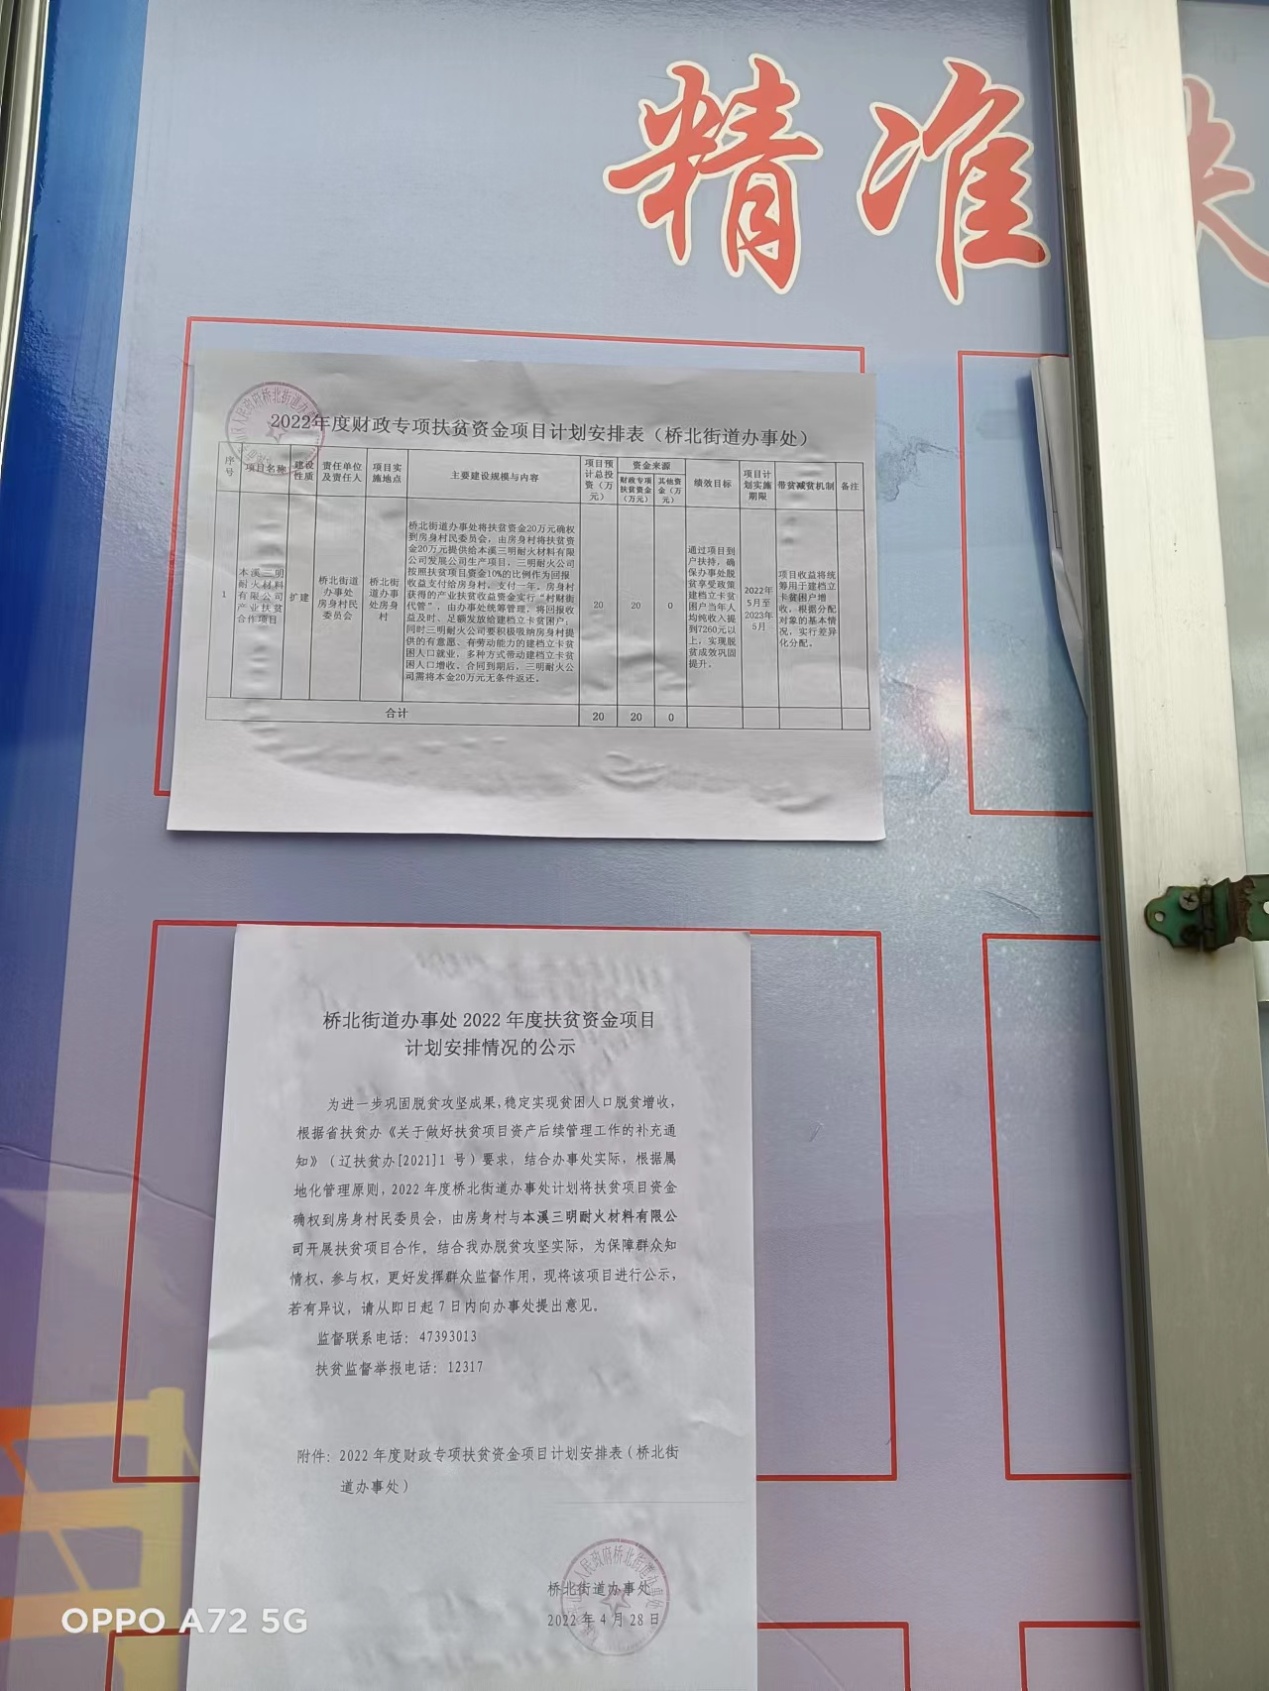 精准扶
2022年度财政专项扶贫资金项目计划安排表（桥北街道办事处）
序号
项目名称
建设性质
责任单位及责任人
项目实施地点
主要建设规模与内容
项目预计总投资（万元）
资金来源
财政专项扶贫资金（万元）
其他资金（万元）
绩效目标
项目计划实施期限
带贫减贫机制
备注
1
本溪三明
耐火材料
有限公司
产业扶贫
合作项目
扩建
桥北街道
办事处
房身村民
委员会
桥北街
道办事
处房身
村
桥北街道办事处将扶贫资金20万元确权
到房身村民委员会，由房身村将扶贫资
金20万元提供给本溪三明耐火材料有限
公司发展公司生产项目，三明耐火公司
按照扶贫项目资金10%的比例作为回报
收益支付给房身村，支付一年。房身村
获得的产业扶贫收益资金实行“村财街
代管”，由办事处统筹管理，将回报收
益及时、足额发放给建档立卡贫困户；
同时三明耐火公司要积极吸纳房身村提
供的有意愿、有劳动能力的建档立卡贫
困人口就业，多种方式带动建档立卡贫
困人口增收。合同到期后，三明耐火公
司需将本金20万元无条件返还。
20
20
0
通过项目到
户扶持，确
保办事处脱
贫享受政策
建档立卡贫
困户当年人
均纯收入超
过7260元以
上，实现脱
贫成效巩固
提升。
2022年
5月至
2023年
5月
项目收益将统
筹用于建档立
卡贫困户增
收，根据分配
对象的基本情
况，实行差异
化分配。
合计
20
20
0
桥北街道办事处 2022 年度扶贫资金项目
计划安排情况的公示
为进一步巩固脱贫攻坚成果，稳定实现贫困人口脱贫增收，
根据省扶贫办《关于做好扶贫项目资产后续管理工作的补充通
知》（辽扶贫办[2021]1 号）要求，结合办事处实际，根据属
地化管理原则，2022 年度桥北街道办事处计划将扶贫项目资金
确权到房身村民委员会，由房身村与本溪三明耐火材料有限公
司开展扶贫项目合作。结合我办脱贫攻坚实际，为保障群众知
情权、参与权，更好发挥群众监督作用，现将该项目进行公示，
若有异议，请从即日起 7 日内向办事处提出意见。
监督联系电话：47393013
扶贫监督举报电话：12317
附件：2022 年度财政专项扶贫资金项目计划安排表（桥北街
道办事处）
桥北街道办事处
2022 年 4 月 28 日
OPPO A72 5G